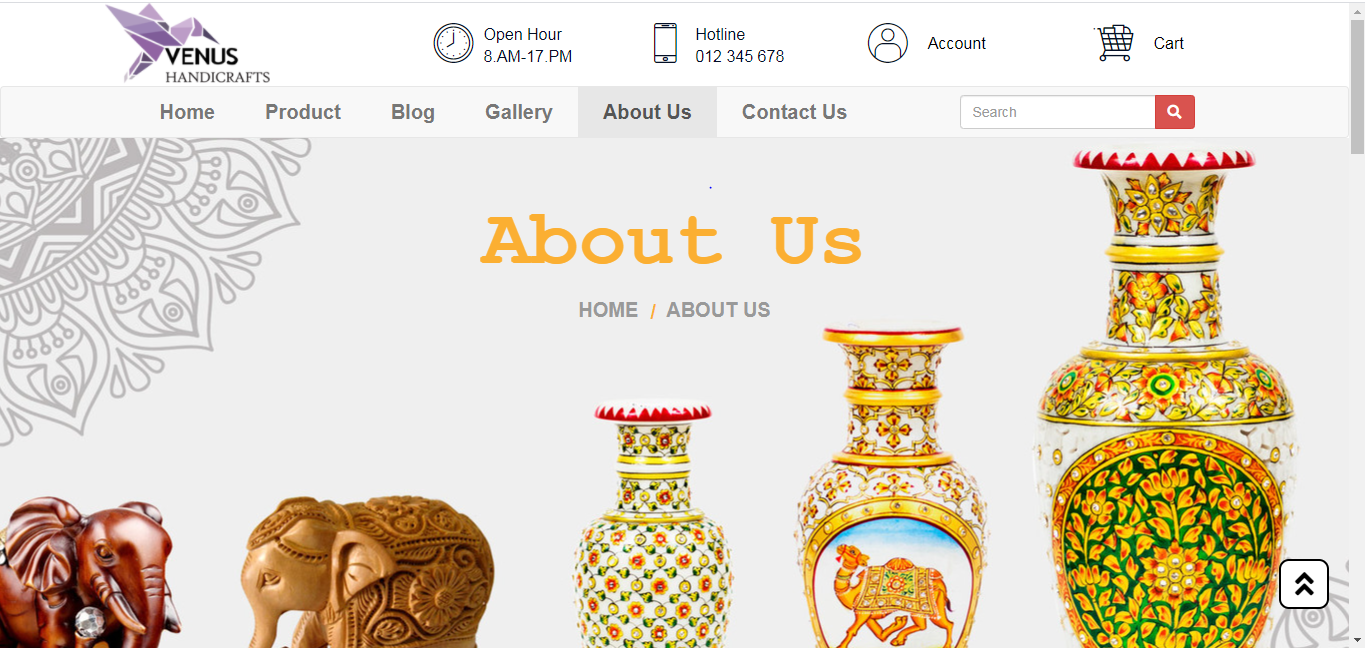 VENUS
HANDICRAFTS
Open Hour
8.AM-17.PM
Hotline
012 345 678
Account
Cart
Home Product Blog Gallery About Us Contact Us Search
About Us
HOME / ABOUT US